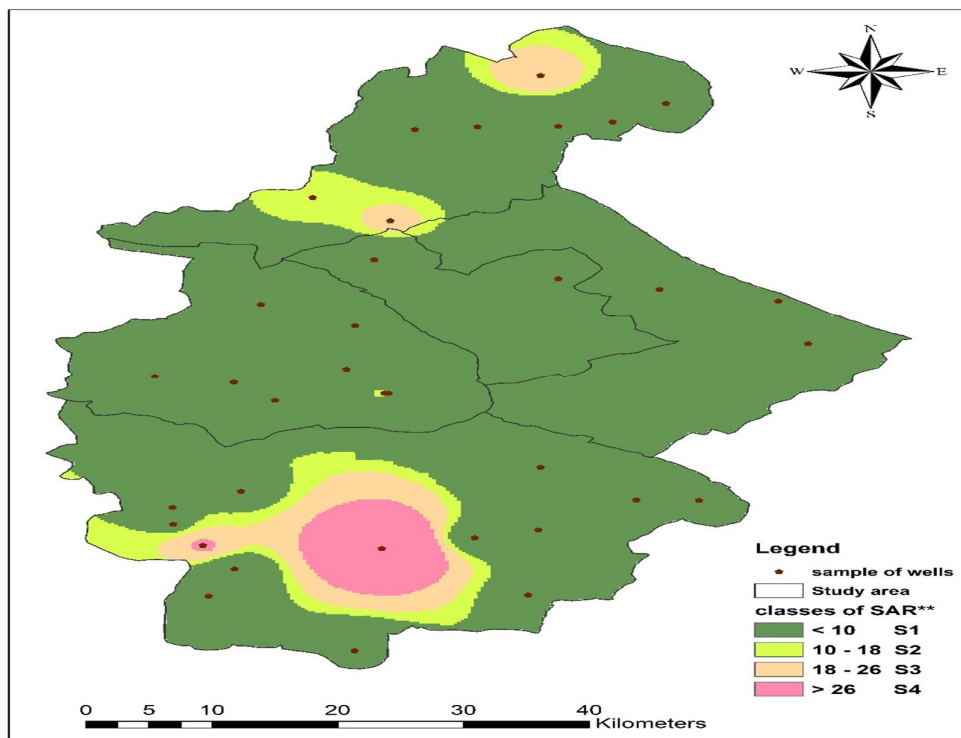 N
W E
S
Legend
sample of wells
Study area
classes of SAR**
< 10 S1
10 - 18 S2
18 - 26 S3
> 26 S4
0 5 10 20 30 40
Kilometers